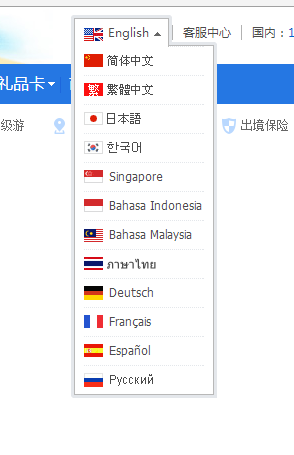 English
客服中心
国内：1
简体中文
礼品卡
繁 繁體中文
级游
日本語
出境保险
한국어
Singapore
Bahasa Indonesia
Bahasa Malaysia
ภาษาไทย
Deutsch
Français
Español
Русский